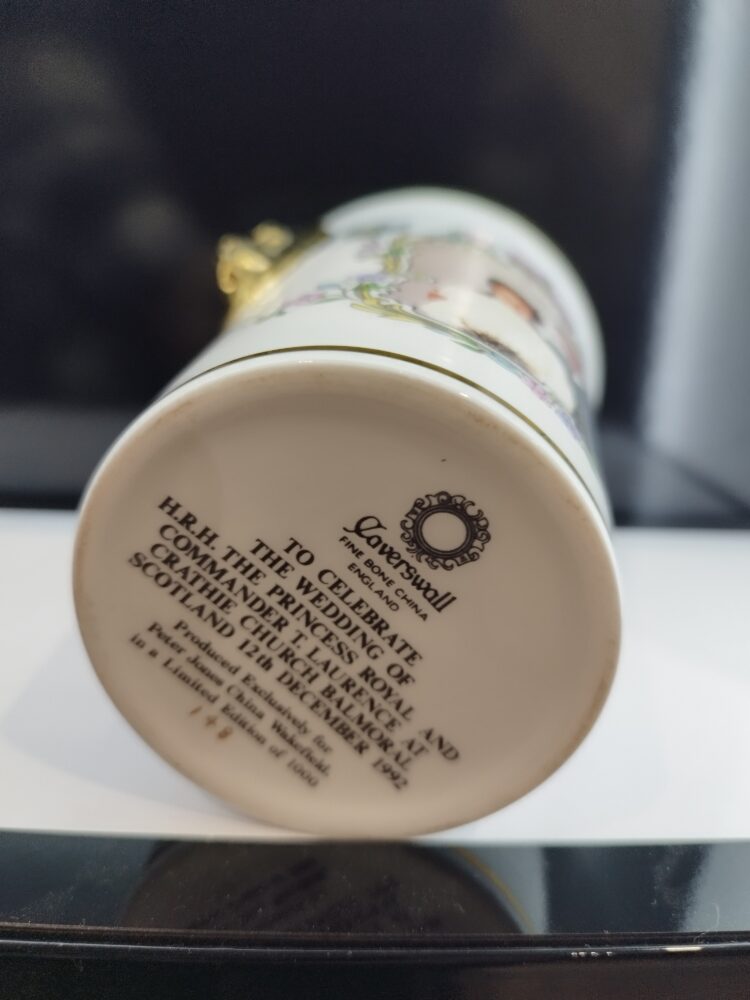 Caverswall
FINE BONE CHINA
ENGLAND
TO CELEBRATE
THE WEDDING OF
H.R.H. THE PRINCESS ROYAL AND
COMMANDER T. LAURENCE AT
CRATHIE CHURCH BALMORAL,
SCOTLAND 12th DECEMBER 1992
Produced Exclusively for
Peter Jones China Wakefield.
in a Limited Edition of 1000
148